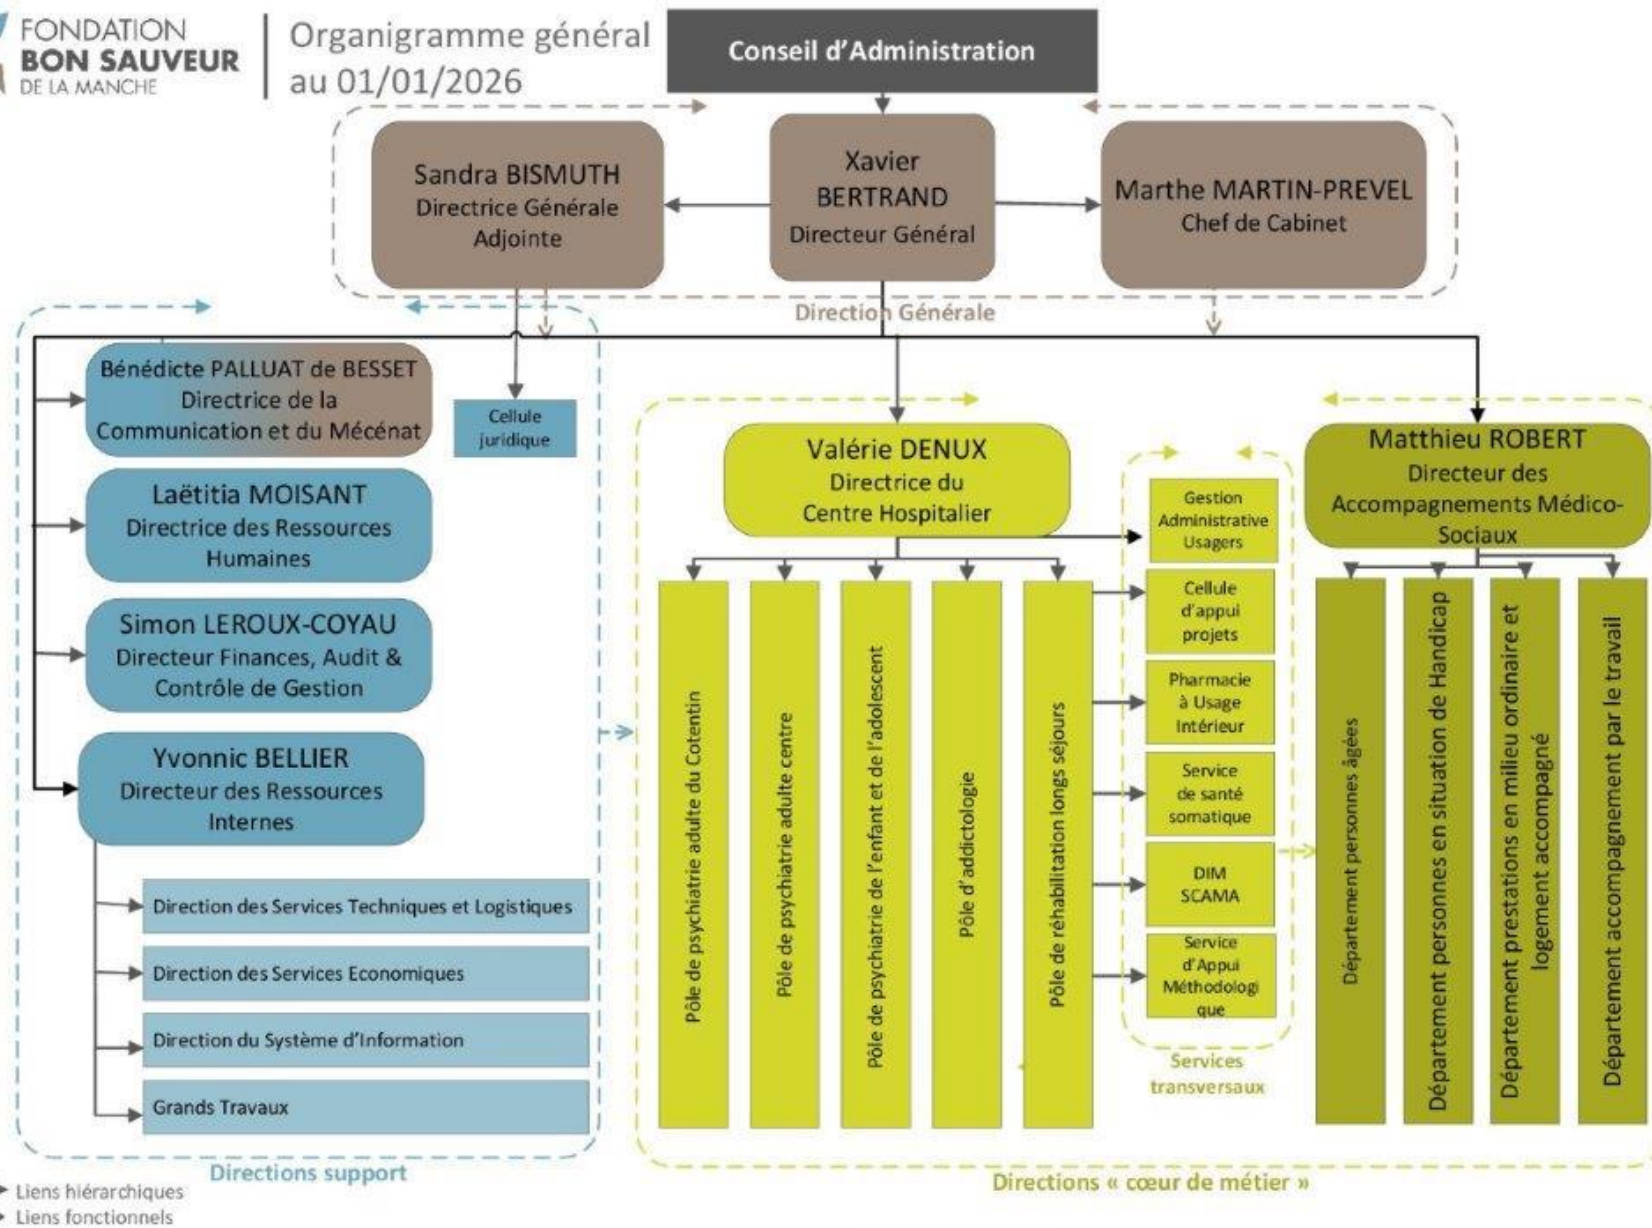 FONDATION
BON SAUVEUR
DE LA MANCHE
Organigramme général
au 01/01/2026
Conseil d’Administration
Sandra BISMUTH
Directrice Générale
Adjointe
Xavier
BERTRAND
Directeur Général
Marthe MARTIN-PREVEL
Chef de Cabinet
Direction Générale
Bénédicte PALLUAT de BESSET
Directrice de la
Communication et du Mécénat
Cellule
juridique
Laëtitia MOISANT
Directrice des Ressources
Humaines
Simon LEROUX-COYAU
Directeur Finances, Audit &
Contrôle de Gestion
Yvonnic BELLIER
Directeur des Ressources
Internes
Direction des Services Techniques et Logistiques
Direction des Services Economiques
Direction du Système d’Information
Grands Travaux
Directions support
Valérie DENUX
Directrice du
Centre Hospitalier
Pôle de psychiatrie adulte du Cotentin
Pôle de psychiatrie adulte centre
Pôle de psychiatrie de l’enfant et de l’adolescent
Pôle d’addictologie
Pôle de réhabilitation longs séjours
Gestion
Administrative
Usagers
Cellule
d’appui
projets
Pharmacie
à Usage
Intérieur
Service
de santé
somatique
DIM
SCAMA
Service
d’Appui
Méthodologi
que
Services
transversaux
Matthieu ROBERT
Directeur des
Accompagnements Médico-
Sociaux
Département personnes âgées
Département personnes en situation de Handicap
Département prestations en milieu ordinaire et
logement accompagné
Département accompagnement par le travail
Directions « cœur de métier »
Liens hiérarchiques
Liens fonctionnels